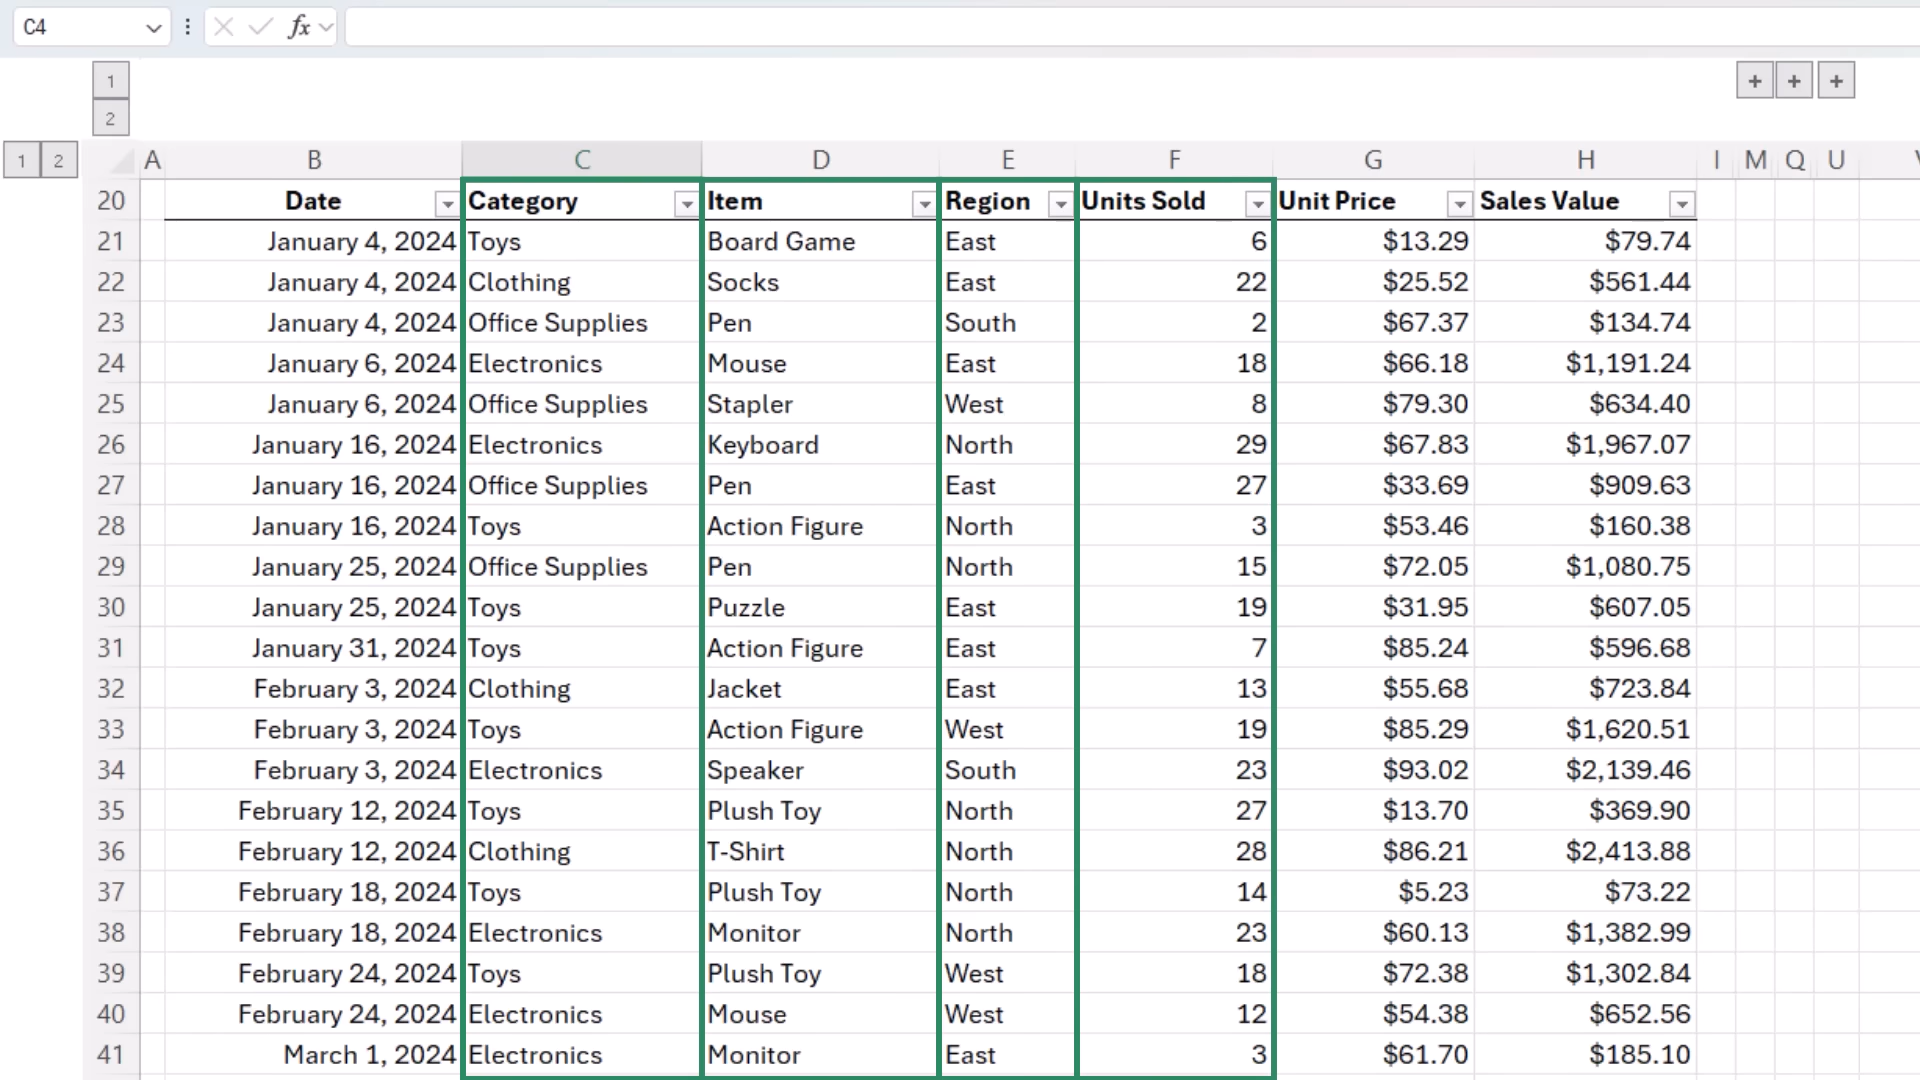 C4 fx
1 + + +
2
1 2 A B C D E F G H I M Q U
20 Date Category Item Region Units Sold Unit Price Sales Value
21 January 4, 2024 Toys Board Game East 6 $13.29 $79.74
22 January 4, 2024 Clothing Socks East 22 $25.52 $561.44
23 January 4, 2024 Office Supplies Pen South 2 $67.37 $134.74
24 January 6, 2024 Electronics Mouse East 18 $66.18 $1,191.24
25 January 6, 2024 Office Supplies Stapler West 8 $79.30 $634.40
26 January 16, 2024 Electronics Keyboard North 29 $67.83 $1,967.07
27 January 16, 2024 Office Supplies Pen East 27 $33.69 $909.63
28 January 16, 2024 Toys Action Figure North 3 $53.46 $160.38
29 January 25, 2024 Office Supplies Pen North 15 $72.05 $1,080.75
30 January 25, 2024 Toys Puzzle East 19 $31.95 $607.05
31 January 31, 2024 Toys Action Figure East 7 $85.24 $596.68
32 February 3, 2024 Clothing Jacket East 13 $55.68 $723.84
33 February 3, 2024 Toys Action Figure West 19 $85.29 $1,620.51
34 February 3, 2024 Electronics Speaker South 23 $93.02 $2,139.46
35 February 12, 2024 Toys Plush Toy North 27 $13.70 $369.90
36 February 12, 2024 Clothing T-Shirt North 28 $86.21 $2,413.88
37 February 18, 2024 Toys Plush Toy North 14 $5.23 $73.22
38 February 18, 2024 Electronics Monitor North 23 $60.13 $1,382.99
39 February 24, 2024 Toys Plush Toy West 18 $72.38 $1,302.84
40 February 24, 2024 Electronics Mouse West 12 $54.38 $652.56
41 March 1, 2024 Electronics Monitor East 3 $61.70 $185.10